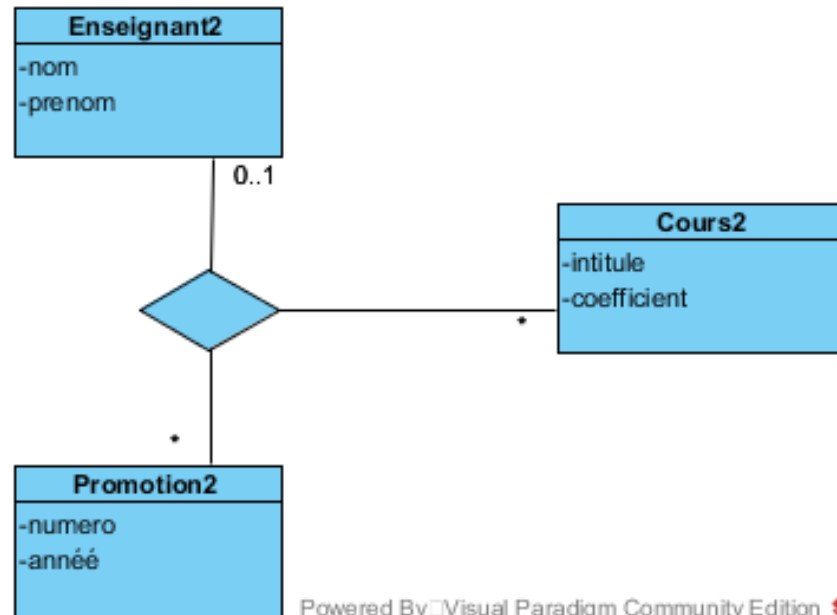 Enseignant2
-nom
-prenom
0..1
Cours2
-intitule
-coefficient
*
*
Promotion2
-numero
-annéé
Powered By Visual Paradigm Community Edition